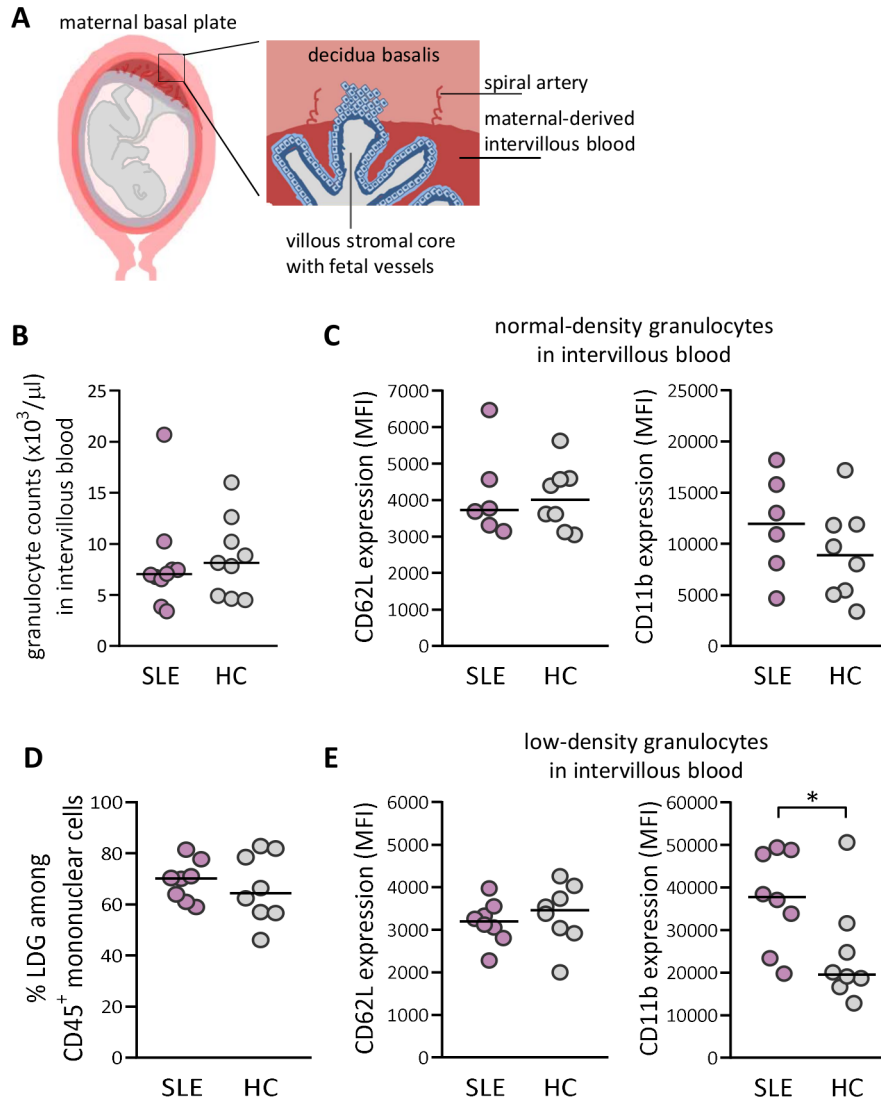 A
maternal basal plate
decidua basalis
spiral artery
maternal-derived
intervillous blood
villous stromal core
with fetal vessels
B
granulocyte counts (x10³/µl)
in intervillous blood
25
20
15
10
5
0
SLE HC
C
normal-density granulocytes
in intervillous blood
CD62L expression (MFI)
7000
6000
5000
4000
3000
2000
1000
0
SLE HC
CD11b expression (MFI)
25000
20000
15000
10000
5000
0
SLE HC
D
% LDG among
CD45⁺ mononuclear cells
100
80
60
40
20
0
SLE HC
E
low-density granulocytes
in intervillous blood
CD62L expression (MFI)
6000
5000
4000
3000
2000
1000
0
SLE HC
CD11b expression (MFI)
60000
50000
40000
30000
20000
10000
0
*
SLE HC